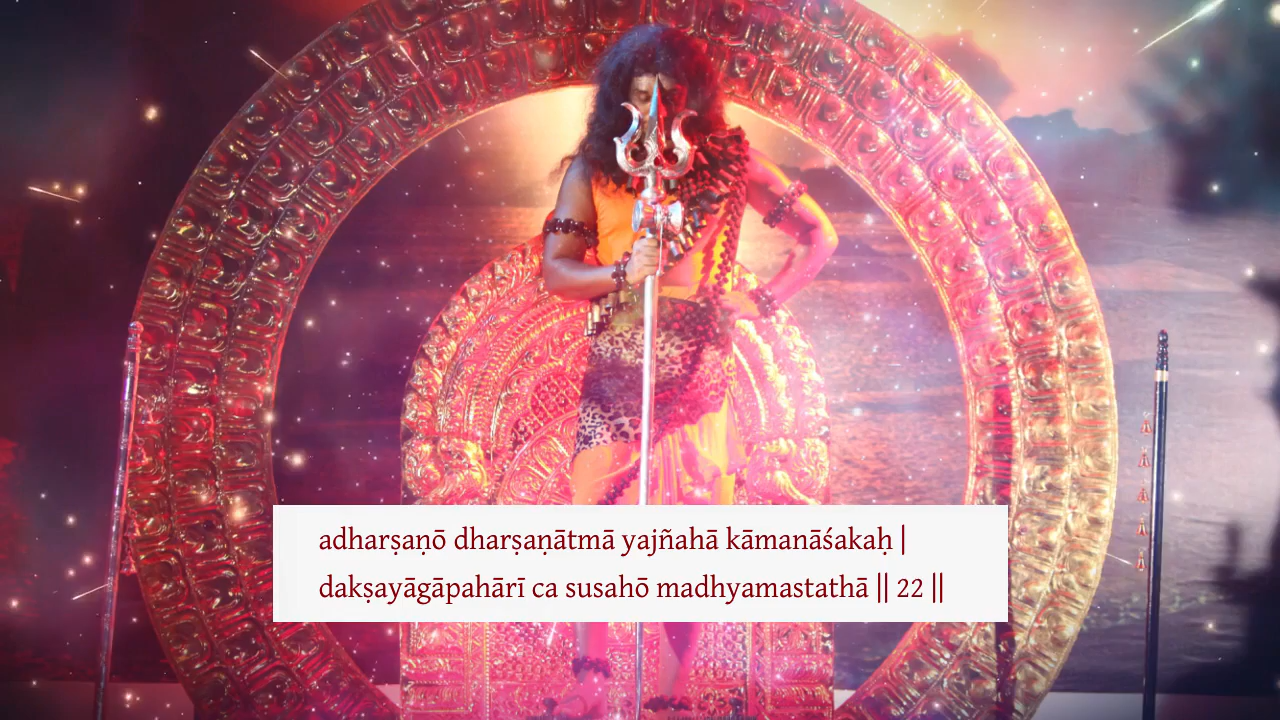 adharṣaṇō dharṣaṇātmā yajñahā kāmanāśakaḥ |
dakṣayāgāpahārī ca susahō madhyamastathā || 22 ||